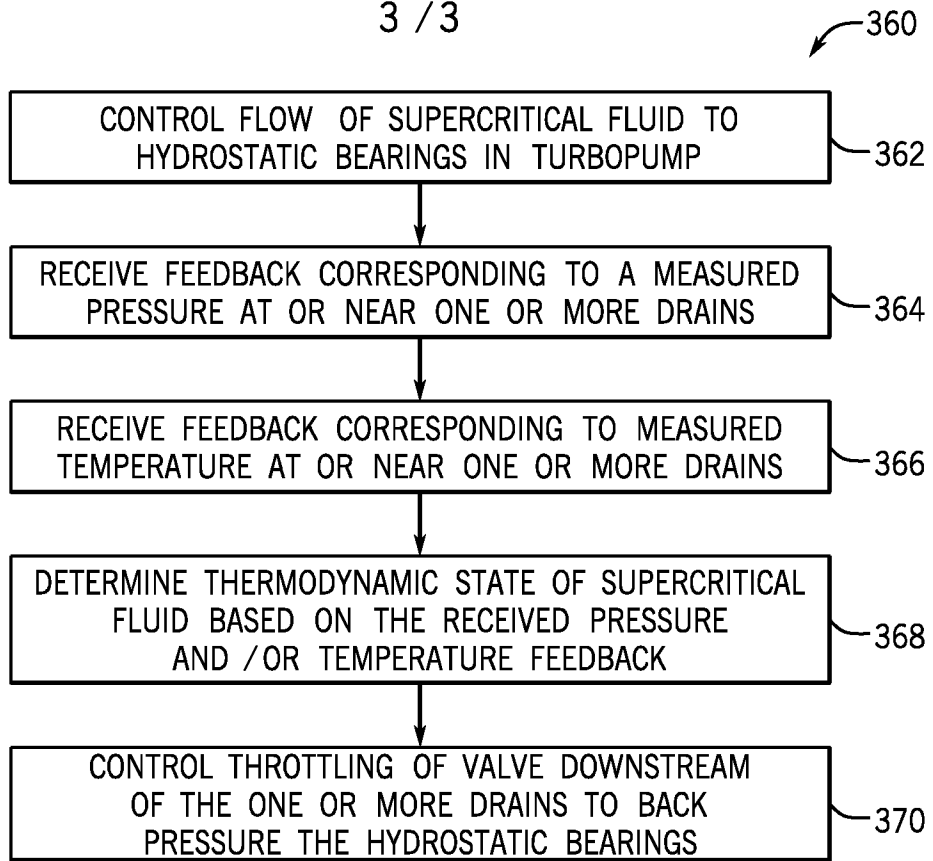 3 / 3
360
CONTROL FLOW OF SUPERCRITICAL FLUID TO
HYDROSTATIC BEARINGS IN TURBOPUMP
362
RECEIVE FEEDBACK CORRESPONDING TO A MEASURED
PRESSURE AT OR NEAR ONE OR MORE DRAINS
364
RECEIVE FEEDBACK CORRESPONDING TO MEASURED
TEMPERATURE AT OR NEAR ONE OR MORE DRAINS
366
DETERMINE THERMODYNAMIC STATE OF SUPERCRITICAL
FLUID BASED ON THE RECEIVED PRESSURE
AND /OR TEMPERATURE FEEDBACK
368
CONTROL THROTTLING OF VALVE DOWNSTREAM
OF THE ONE OR MORE DRAINS TO BACK
PRESSURE THE HYDROSTATIC BEARINGS
370